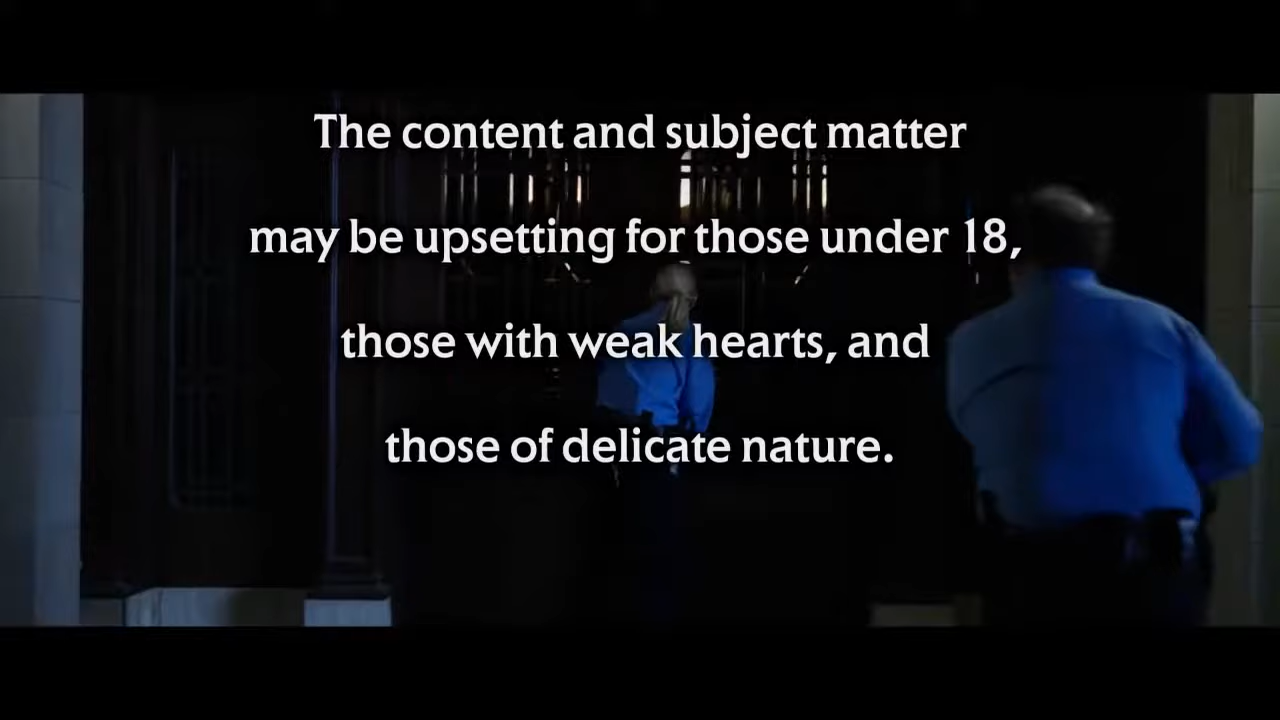 The content and subject matter
may be upsetting for those under 18,
those with weak hearts, and
those of delicate nature.